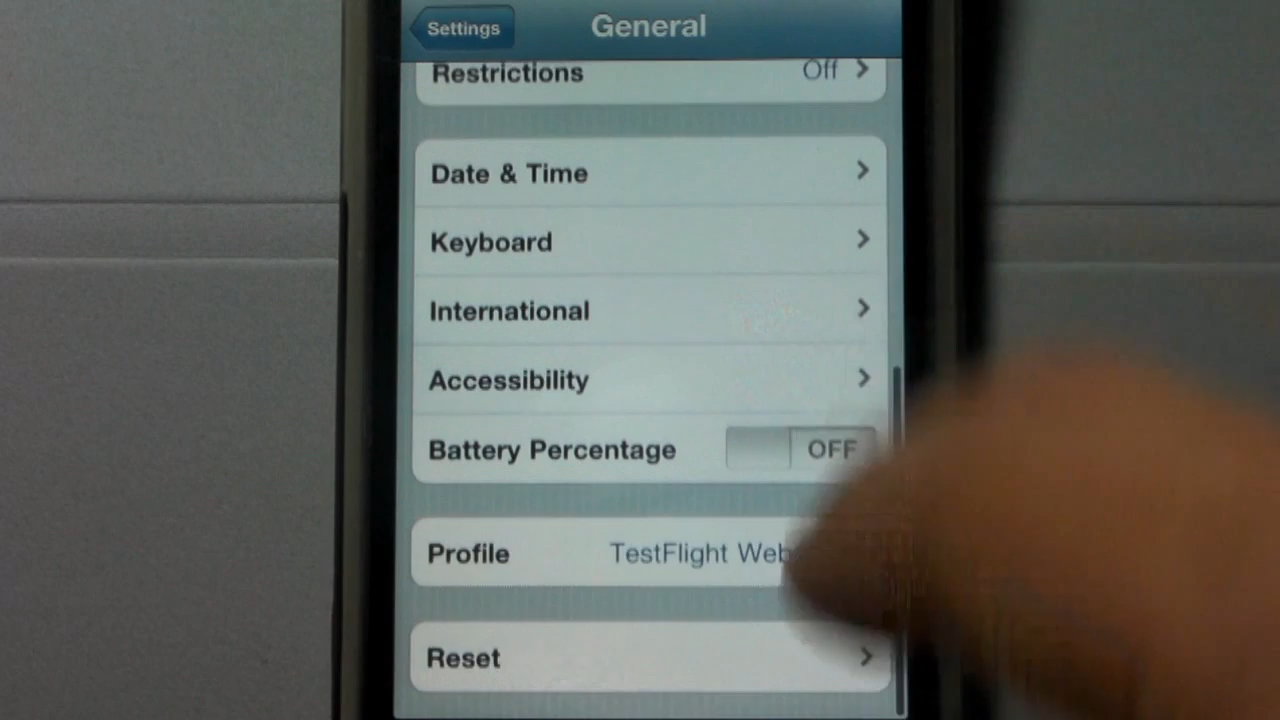 Settings
General
Restrictions Off
Date & Time
Keyboard
International
Accessibility
Battery Percentage OFF
Profile TestFlight Web
Reset